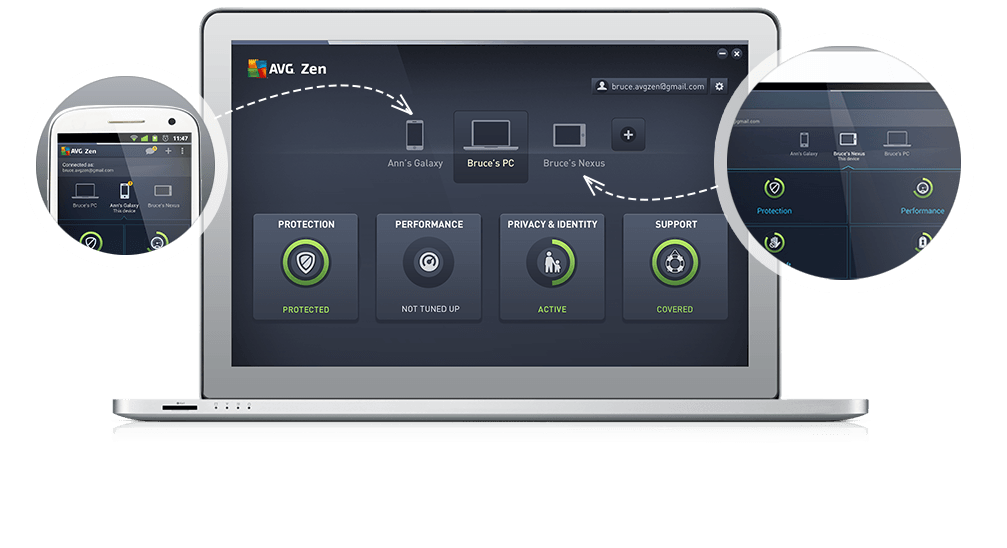 AVG Zen
bruce.avgzen@gmail.com
Ann's Galaxy
Bruce's PC
Bruce's Nexus
PROTECTION
PERFORMANCE
PRIVACY & IDENTITY
SUPPORT
PROTECTED
NOT TUNED UP
ACTIVE
COVERED
11:47
AVG Zen
Connected as:
bruce.avgzen@gmail.com
Bruce's PC
Ann's Galaxy
This device
Bruce's Nexus
Ann's Galaxy
Bruce's Nexus
This device
Bruce's PC
Protection
Performance